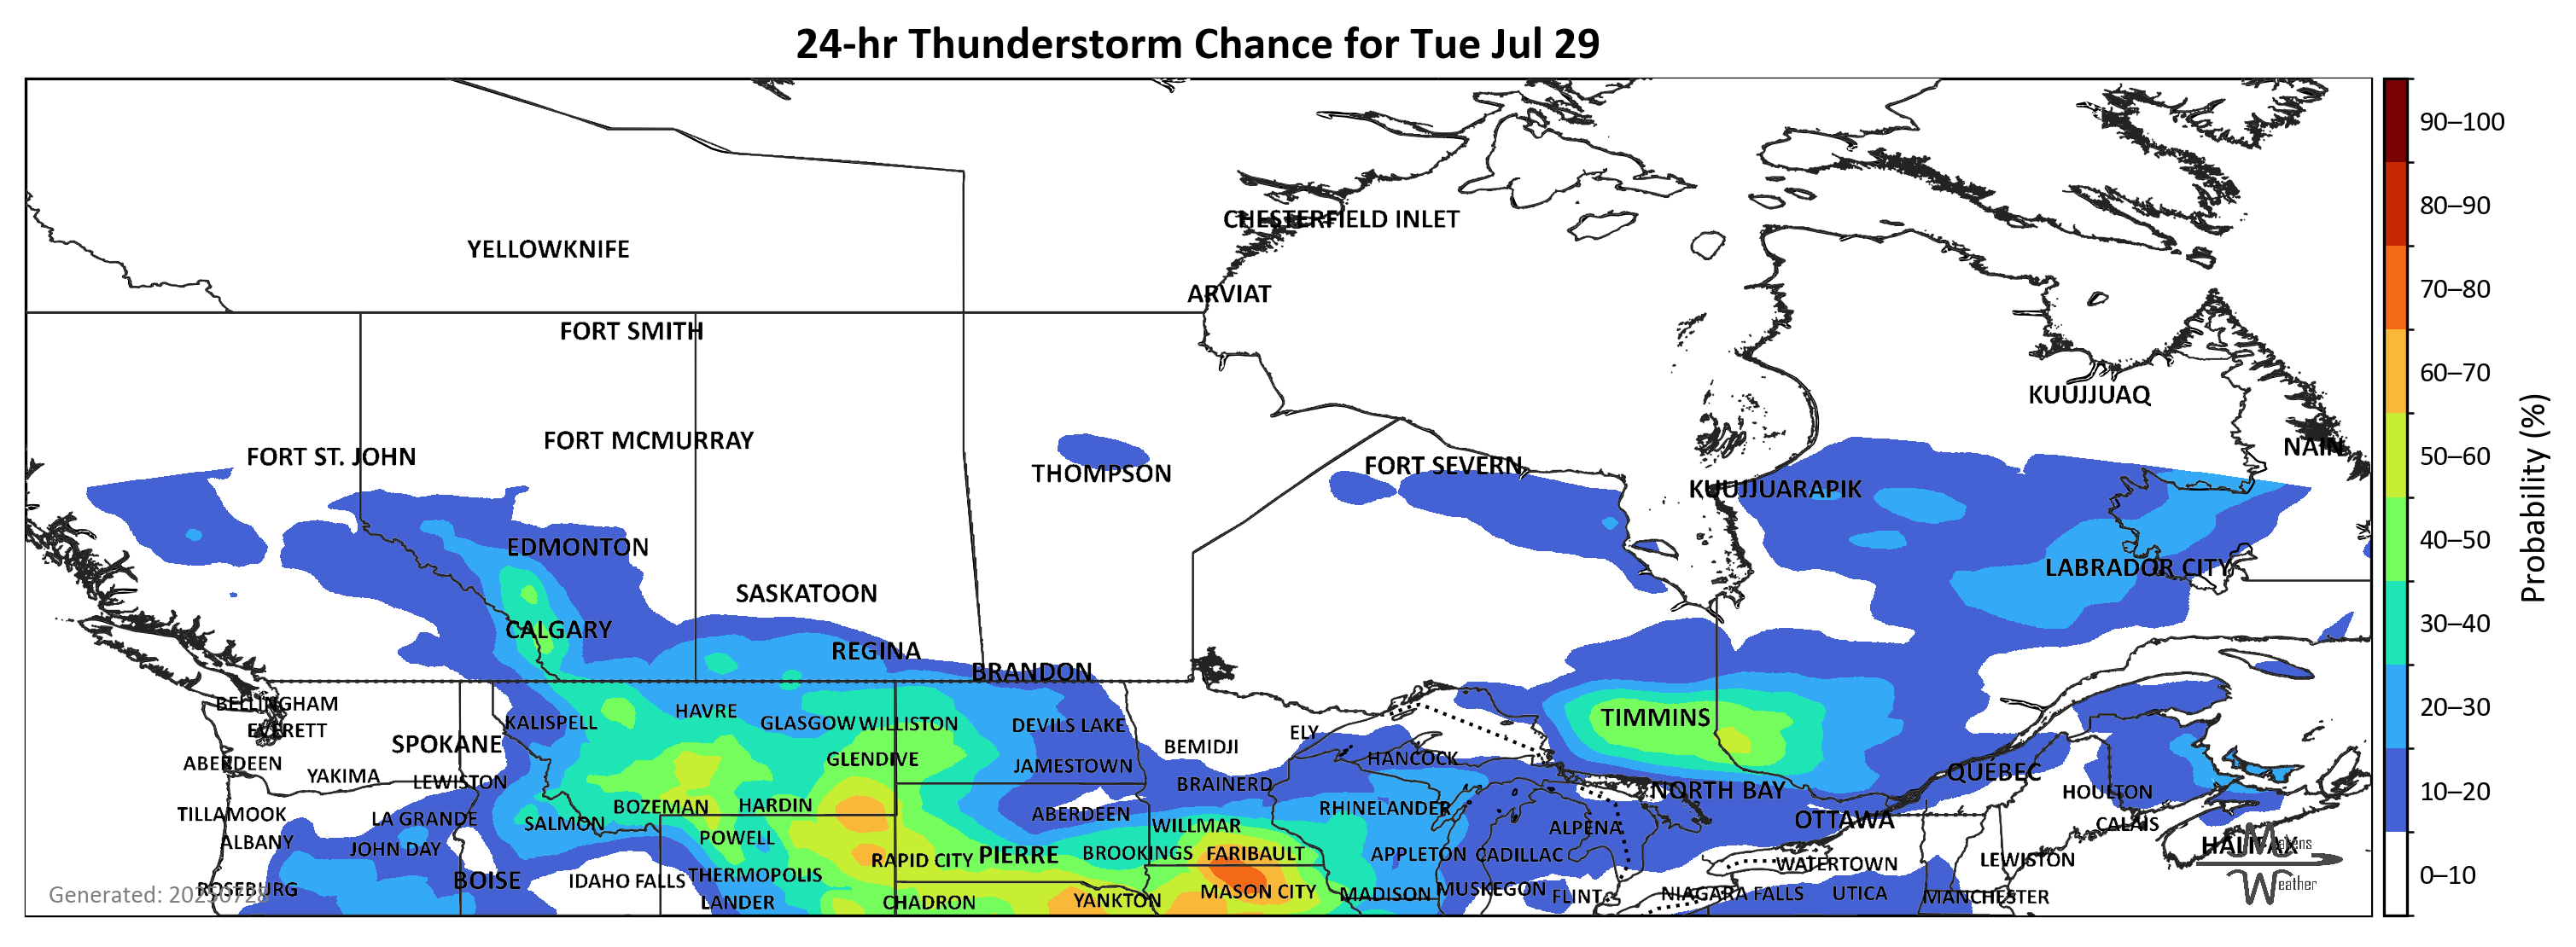 24-hr Thunderstorm Chance for Tue Jul 29
90–100
80–90
70–80
60–70
50–60
40–50
30–40
20–30
10–20
0–10
Probability (%)
CHESTERFIELD INLET
YELLOWKNIFE
ARVIAT
FORT SMITH
KUUJJUAQ
FORT MCMURRAY
NAIN
FORT ST. JOHN
FORT SEVERN
THOMPSON
KUUJJUARAPIK
EDMONTON
LABRADOR CITY
SASKATOON
CALGARY
REGINA
BRANDON
BELLINGHAM
HAVRE
TIMMINS
KALISPELL
GLASGOW
WILLISTON
DEVILS LAKE
EVERETT
ELY
SPOKANE
BEMIDJI
HANCOCK
GLENDIVE
ABERDEEN
JAMESTOWN
QUÉBEC
YAKIMA
LEWISTON
BRAINERD
NORTH BAY
HOULTON
BOZEMAN
HARDIN
RHINELANDER
TILLAMOOK
LA GRANDE
ABERDEEN
OTTAWA
SALMON
WILLMAR
ALPENA
CALAIS
POWELL
ALBANY
JOHN DAY
HALIFAX
RAPID CITY
PIERRE
BROOKINGS
FARIBAULT
APPLETON
CADILLAC
LEWISTON
WATERTOWN
BOISE
IDAHO FALLS
THERMOPOLIS
ROSEBURG
MASON CITY
MADISON
MUSKEGON
FLINT
NIAGARA FALLS
UTICA
MANCHESTER
LANDER
CHADRON
YANKTON
Generated: 20250728
Weather